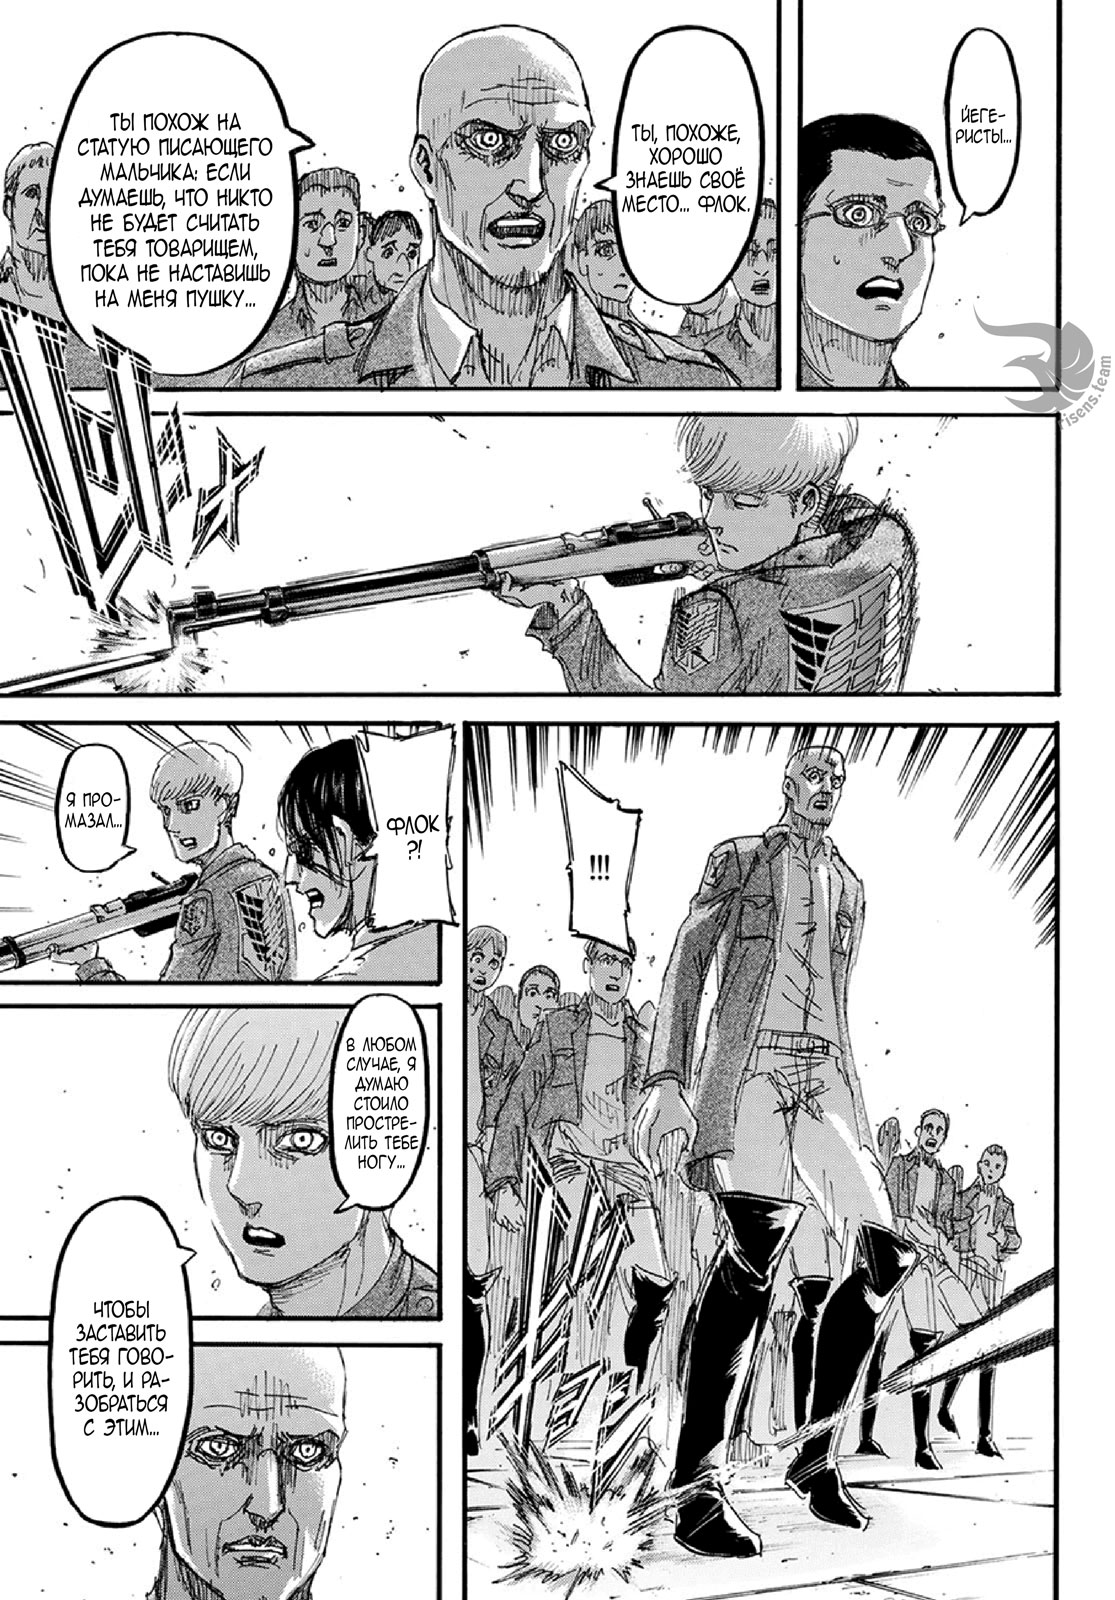 ЙЕГЕ-
РИСТЫ...
ТЫ, ПОХОЖЕ,
ХОРОШО
ЗНАЕШЬ СВОЁ
МЕСТО... ФЛОК.
ТЫ ПОХОЖ НА
СТАТУЮ ПИСАЮЩЕГО
МАЛЬЧИКА; ЕСЛИ
ДУМАЕШЬ, ЧТО НИКТО
НЕ БУДЕТ СЧИТАТЬ
ТЕБЯ ТОВАРИЩЕМ,
ПОКА НЕ НАСТАВИШЬ
НА МЕНЯ ПУШКУ...
risens.team
!!!
ФЛОК
?!
Я ПРО-
МАЗАЛ...
В ЛЮБОМ
СЛУЧАЕ, Я
ДУМАЮ
СТОИЛО
ПРОСТРЕ-
ЛИТЬ ТЕБЕ
НОГУ...
ЧТОБЫ
ЗАСТАВИТЬ
ТЕБЯ ГОВО-
РИТЬ, И РА-
ЗОБРАТЬСЯ
С ЭТИМ...